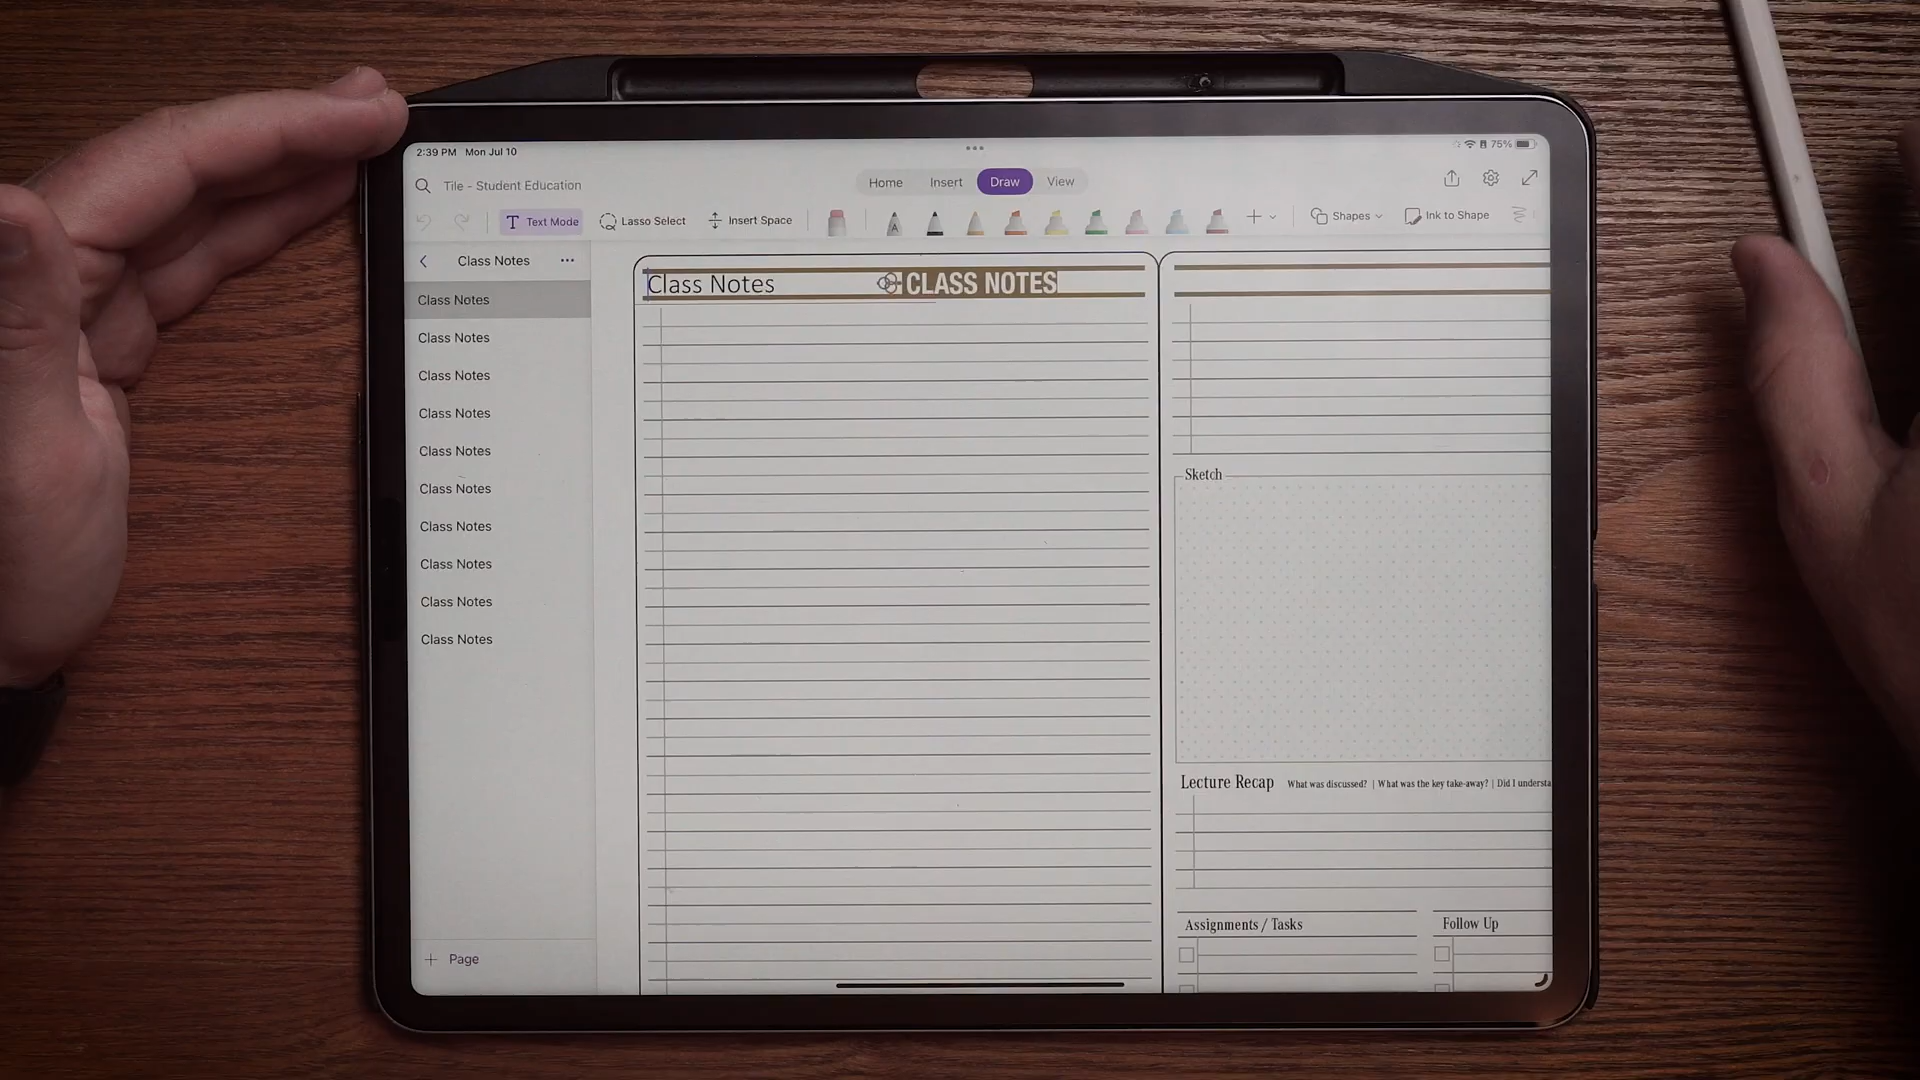 2:39 PM Mon Jul 10
75%
Tile - Student Education
Home Insert Draw View
Text Mode Lasso Select Insert Space A Shapes Ink to Shape
Class Notes
Class Notes
Class Notes
Class Notes
Class Notes
Class Notes
Class Notes
Class Notes
Class Notes
Class Notes
Class Notes
Page
Class Notes CLASS NOTES
Sketch
Lecture Recap What was discussed? | What was the key take-away? | Did I understa
Assignments / Tasks
Follow Up